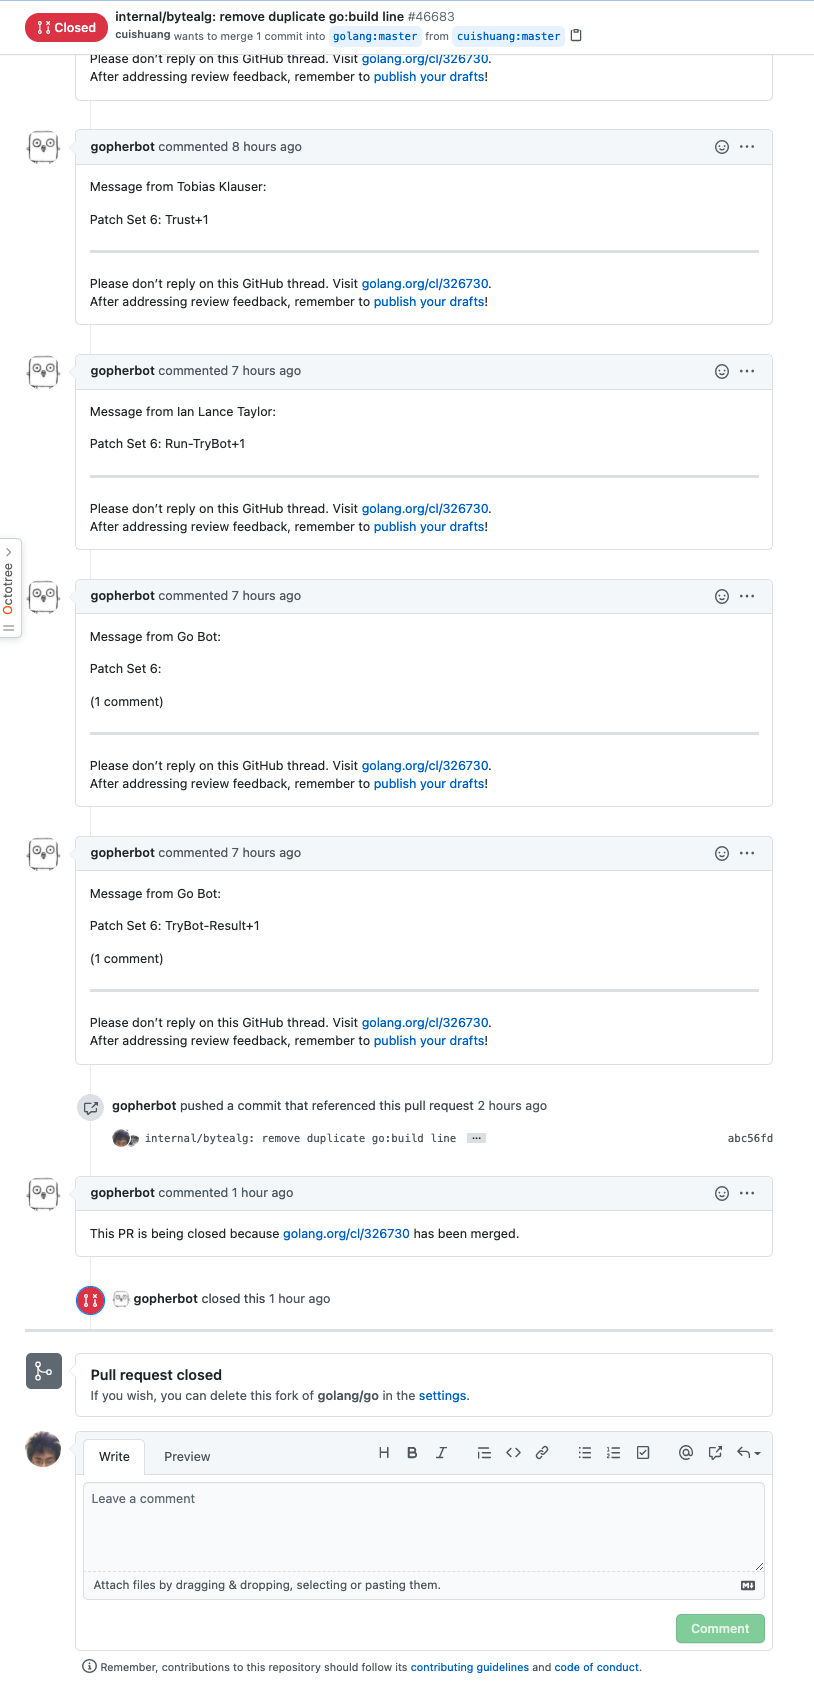 Closed
internal/bytealg: remove duplicate go:build line #46683
cuishuang wants to merge 1 commit into golang:master from cuishuang:master
Please don't reply on this GitHub thread. Visit golang.org/cl/326730.
After addressing review feedback, remember to publish your drafts!
gopherbot commented 8 hours ago
Message from Tobias Klauser:
Patch Set 6: Trust+1
Please don't reply on this GitHub thread. Visit golang.org/cl/326730.
After addressing review feedback, remember to publish your drafts!
gopherbot commented 7 hours ago
Message from Ian Lance Taylor:
Patch Set 6: Run-TryBot+1
Please don't reply on this GitHub thread. Visit golang.org/cl/326730.
After addressing review feedback, remember to publish your drafts!
Octotree
gopherbot commented 7 hours ago
Message from Go Bot:
Patch Set 6:
(1 comment)
Please don't reply on this GitHub thread. Visit golang.org/cl/326730.
After addressing review feedback, remember to publish your drafts!
gopherbot commented 7 hours ago
Message from Go Bot:
Patch Set 6: TryBot-Result+1
(1 comment)
Please don't reply on this GitHub thread. Visit golang.org/cl/326730.
After addressing review feedback, remember to publish your drafts!
gopherbot pushed a commit that referenced this pull request 2 hours ago
internal/bytealg: remove duplicate go:build line ... abc56fd
gopherbot commented 1 hour ago
This PR is being closed because golang.org/cl/326730 has been merged.
gopherbot closed this 1 hour ago
Pull request closed
If you wish, you can delete this fork of golang/go in the settings.
Write Preview H B I @
Leave a comment
Attach files by dragging & dropping, selecting or pasting them.
Comment
Remember, contributions to this repository should follow its contributing guidelines and code of conduct.